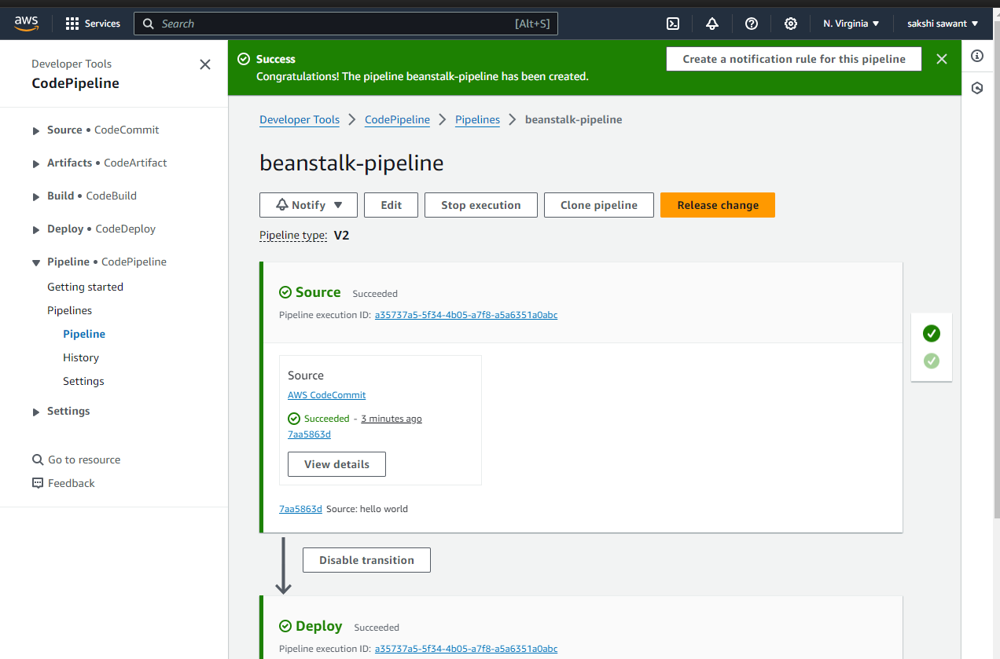 aws
Services
Search [Alt+S]
N. Virginia
sakshi sawant
Developer Tools
CodePipeline
Source • CodeCommit
Artifacts • CodeArtifact
Build • CodeBuild
Deploy • CodeDeploy
Pipeline • CodePipeline
Getting started
Pipelines
Pipeline
History
Settings
Settings
Go to resource
Feedback
Success
Congratulations! The pipeline beanstalk-pipeline has been created.
Create a notification rule for this pipeline
Developer Tools CodePipeline Pipelines beanstalk-pipeline
beanstalk-pipeline
Notify Edit Stop execution Clone pipeline Release change
Pipeline type: V2
Source Succeeded
Pipeline execution ID: a35737a5-5f34-4b05-a7f8-a5a6351a0abc
Source
AWS CodeCommit
Succeeded - 3 minutes ago
7aa5863d
View details
7aa5863d Source: hello world
Disable transition
Deploy Succeeded
Pipeline execution ID: a35737a5-5f34-4b05-a7f8-a5a6351a0abc